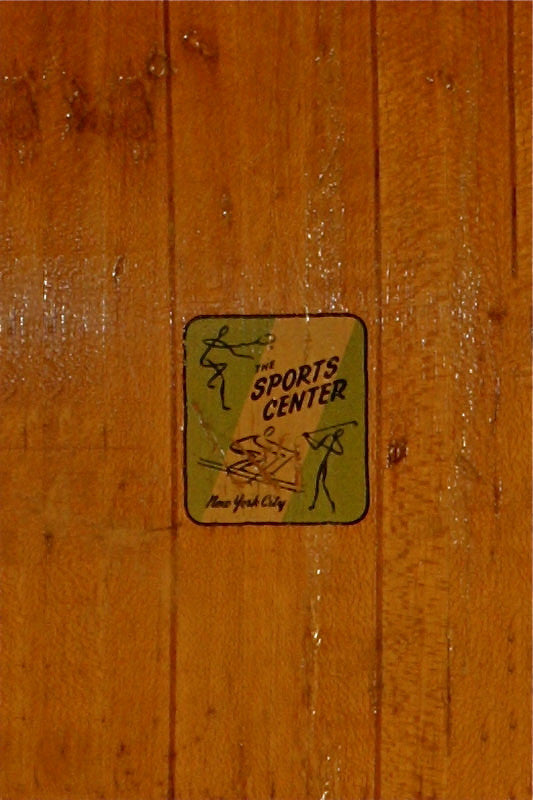 THE
SPORTS
CENTER
New York City